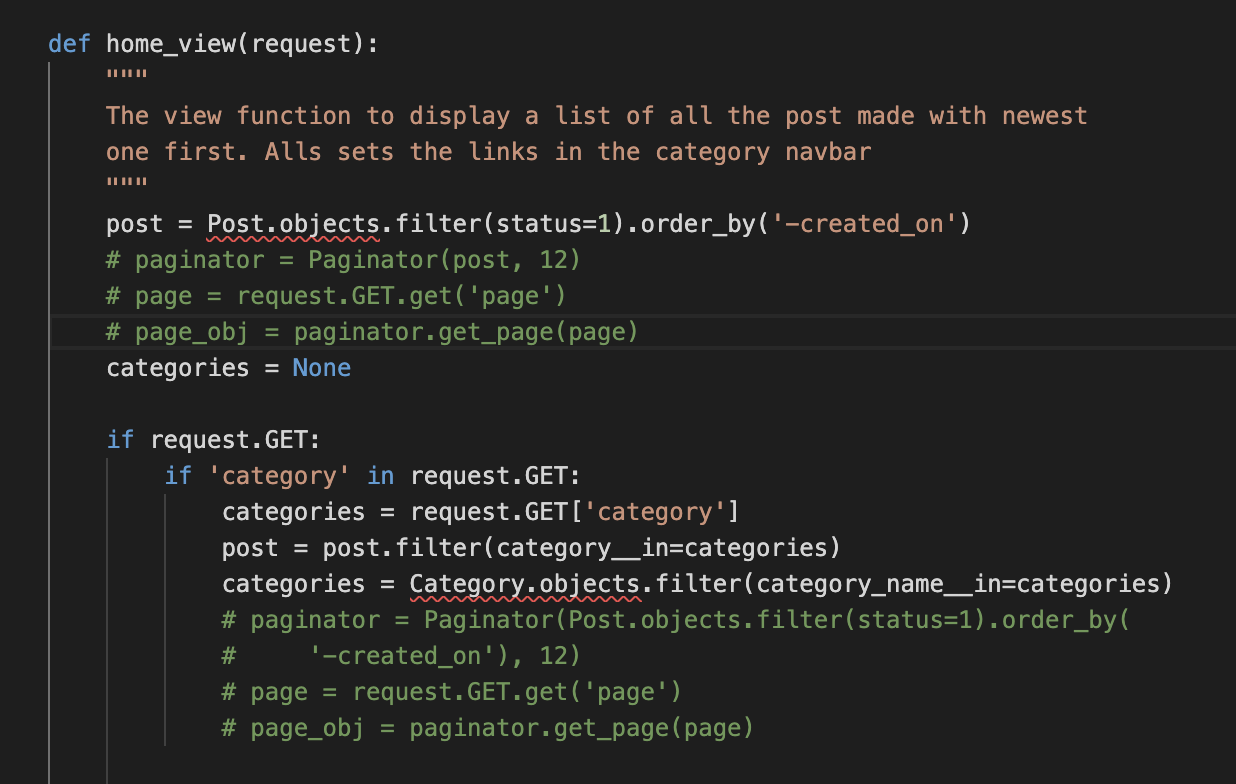 def home_view(request):
"""
The view function to display a list of all the post made with newest
one first. Alls sets the links in the category navbar
"""
post = Post.objects.filter(status=1).order_by('-created_on')
# paginator = Paginator(post, 12)
# page = request.GET.get('page')
# page_obj = paginator.get_page(page)
categories = None
if request.GET:
if 'category' in request.GET:
categories = request.GET['category']
post = post.filter(category__in=categories)
categories = Category.objects.filter(category_name__in=categories)
# paginator = Paginator(Post.objects.filter(status=1).order_by(
#     '-created_on'), 12)
# page = request.GET.get('page')
# page_obj = paginator.get_page(page)